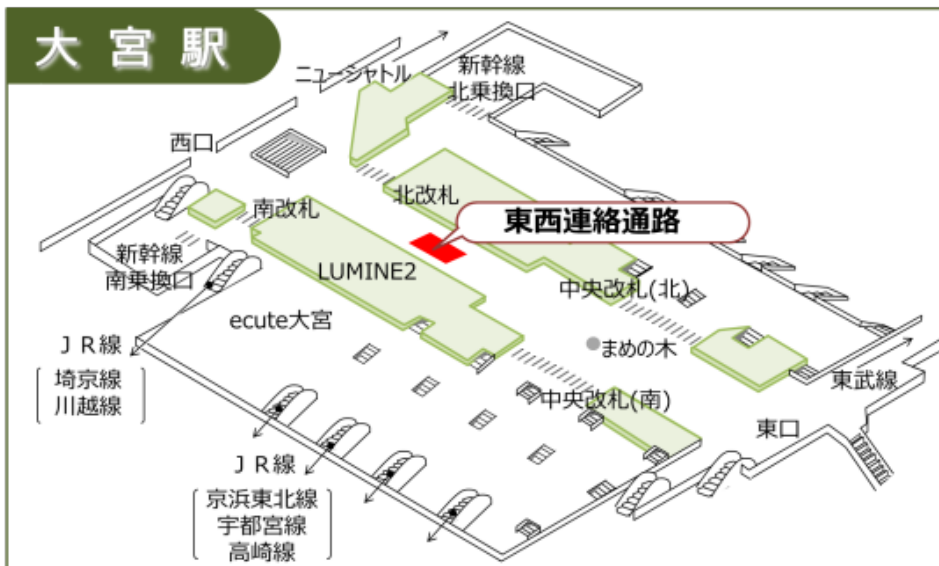 大宮駅
ニューシャトル
新幹線
北乗換口
西口
北改札
南改札
東西連絡通路
新幹線
南乗換口
LUMINE2
中央改札(北)
ecute大宮
まめの木
JR線
埼京線
川越線
東武線
中央改札(南)
東口
JR線
京浜東北線
宇都宮線
高崎線